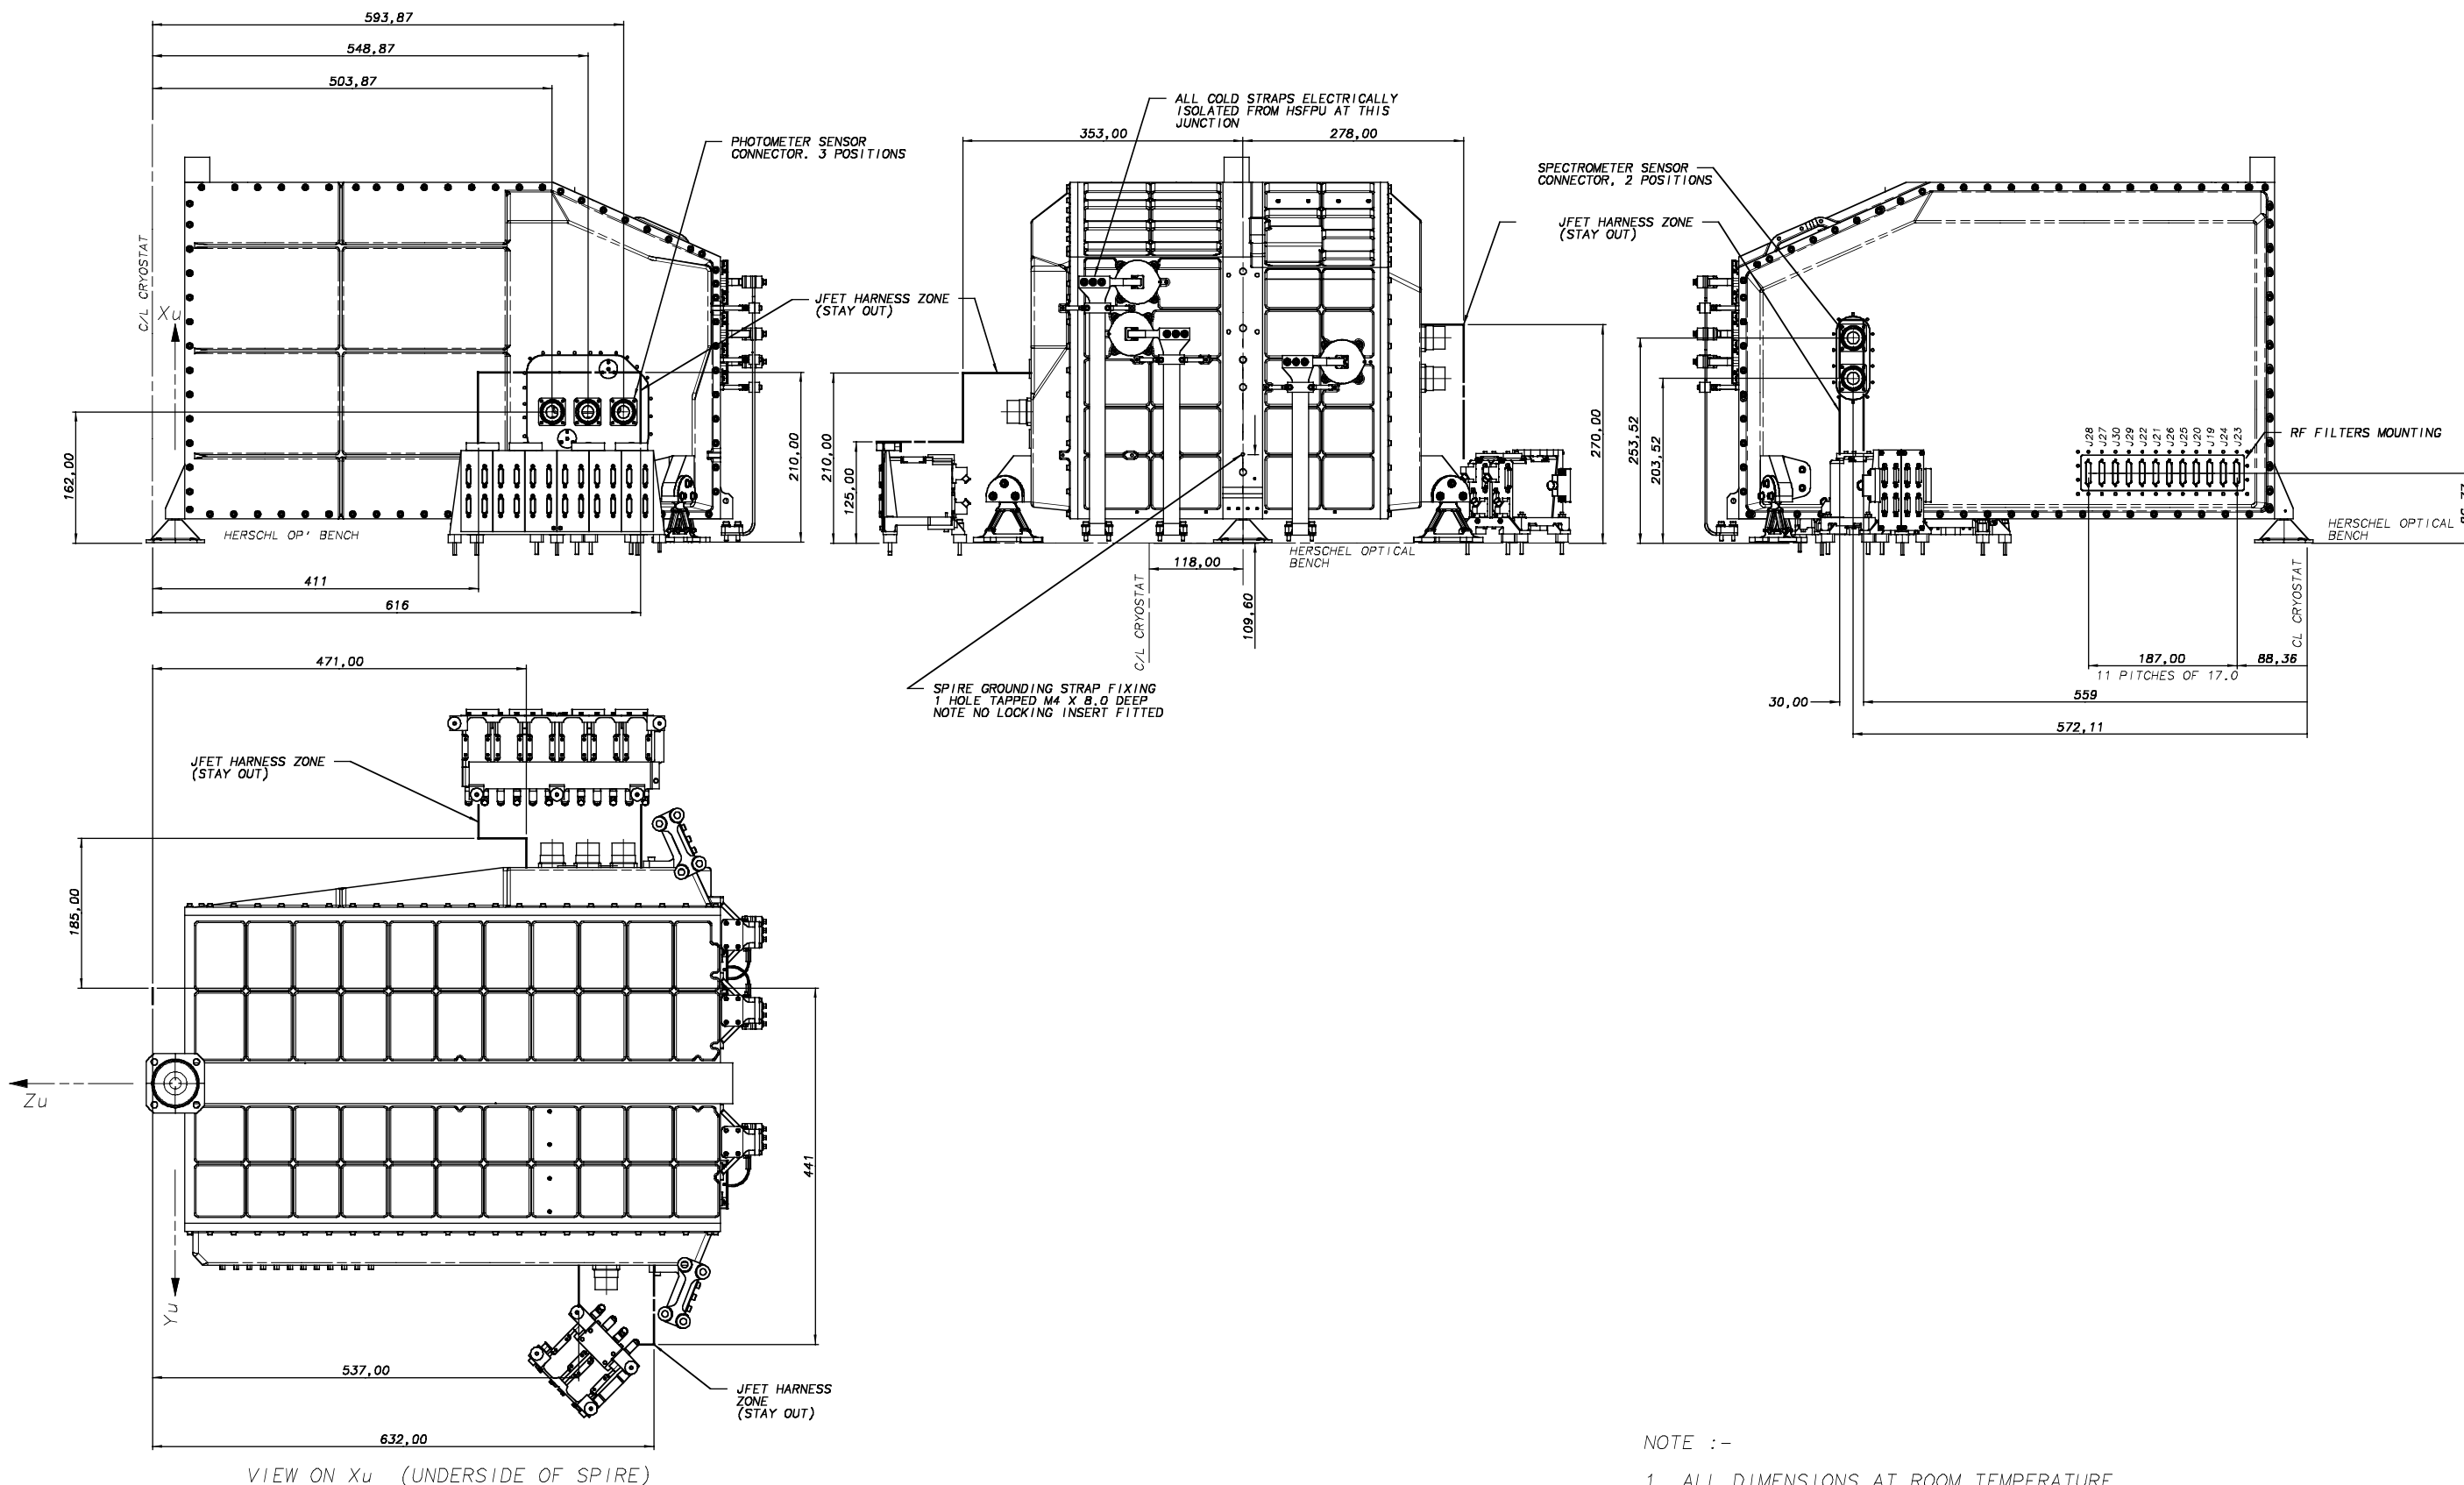 593,87
548,87
503,87
PHOTOMETER SENSOR
CONNECTOR. 3 POSITIONS
C/L CRYOSTAT
Xu
JFET HARNESS ZONE
(STAY OUT)
162,00
210,00
HERSCHL OP' BENCH
411
616
ALL COLD STRAPS ELECTRICALLY
ISOLATED FROM HSFPU AT THIS
JUNCTION
353,00
278,00
210,00
125,00
270,00
HERSCHEL OPTICAL
BENCH
118,00
C/L CRYOSTAT
109,60
SPIRE GROUNDING STRAP FIXING
1 HOLE TAPPED M4 X 8.0 DEEP
NOTE NO LOCKING INSERT FITTED
SPECTROMETER SENSOR
CONNECTOR, 2 POSITIONS
JFET HARNESS ZONE
(STAY OUT)
253,52
203,52
J28
J27
J30
J29
J22
J21
J26
J25
J20
J19
J24
J23
RF FILTERS MOUNTING
HERSCHEL OPTICAL
BENCH
CL CRYOSTAT
187,00
88,36
11 PITCHES OF 17.0
30,00
559
572,11
471,00
JFET HARNESS ZONE
(STAY OUT)
185,00
Zu
Yu
441
537,00
JFET HARNESS
ZONE
(STAY OUT)
632,00
VIEW ON Xu (UNDERSIDE OF SPIRE)
NOTE :-
1 ALL DIMENSIONS AT ROOM TEMPERATURE